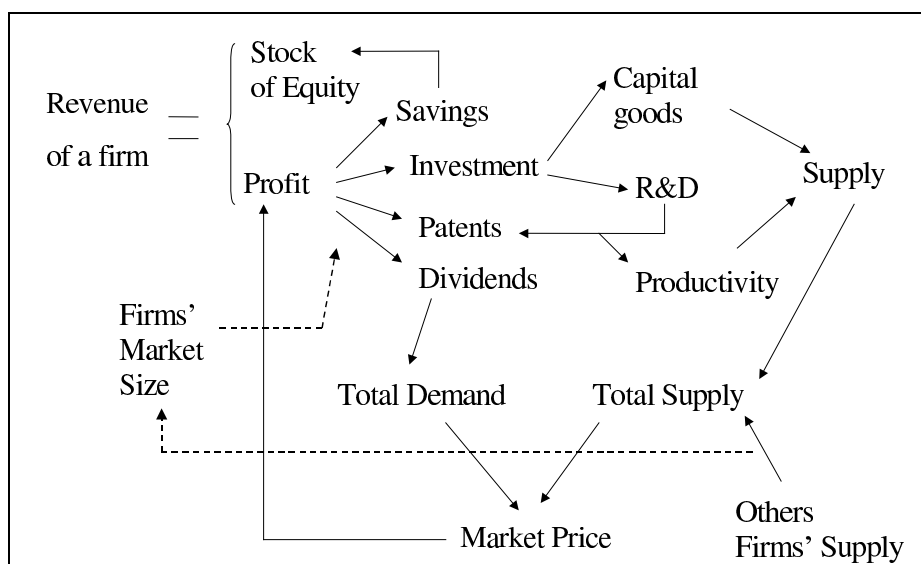 Stock
of Equity
Capital
goods
Revenue
of a firm
=
Savings
Investment
Profit
R&D
Supply
Patents
Dividends
Productivity
Firms’
Market
Size
Total Demand
Total Supply
Market Price
Others
Firms’ Supply